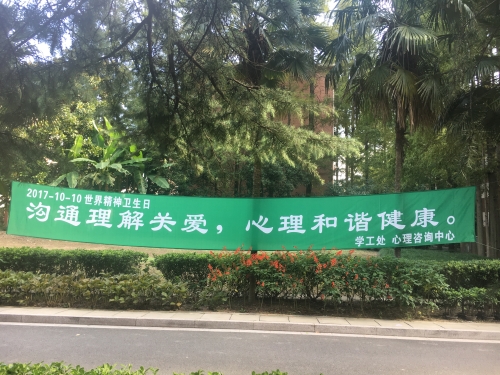 2017-10-10 世界精神卫生日
沟通理解关爱，心理和谐健康。
学工处 心理咨询中心